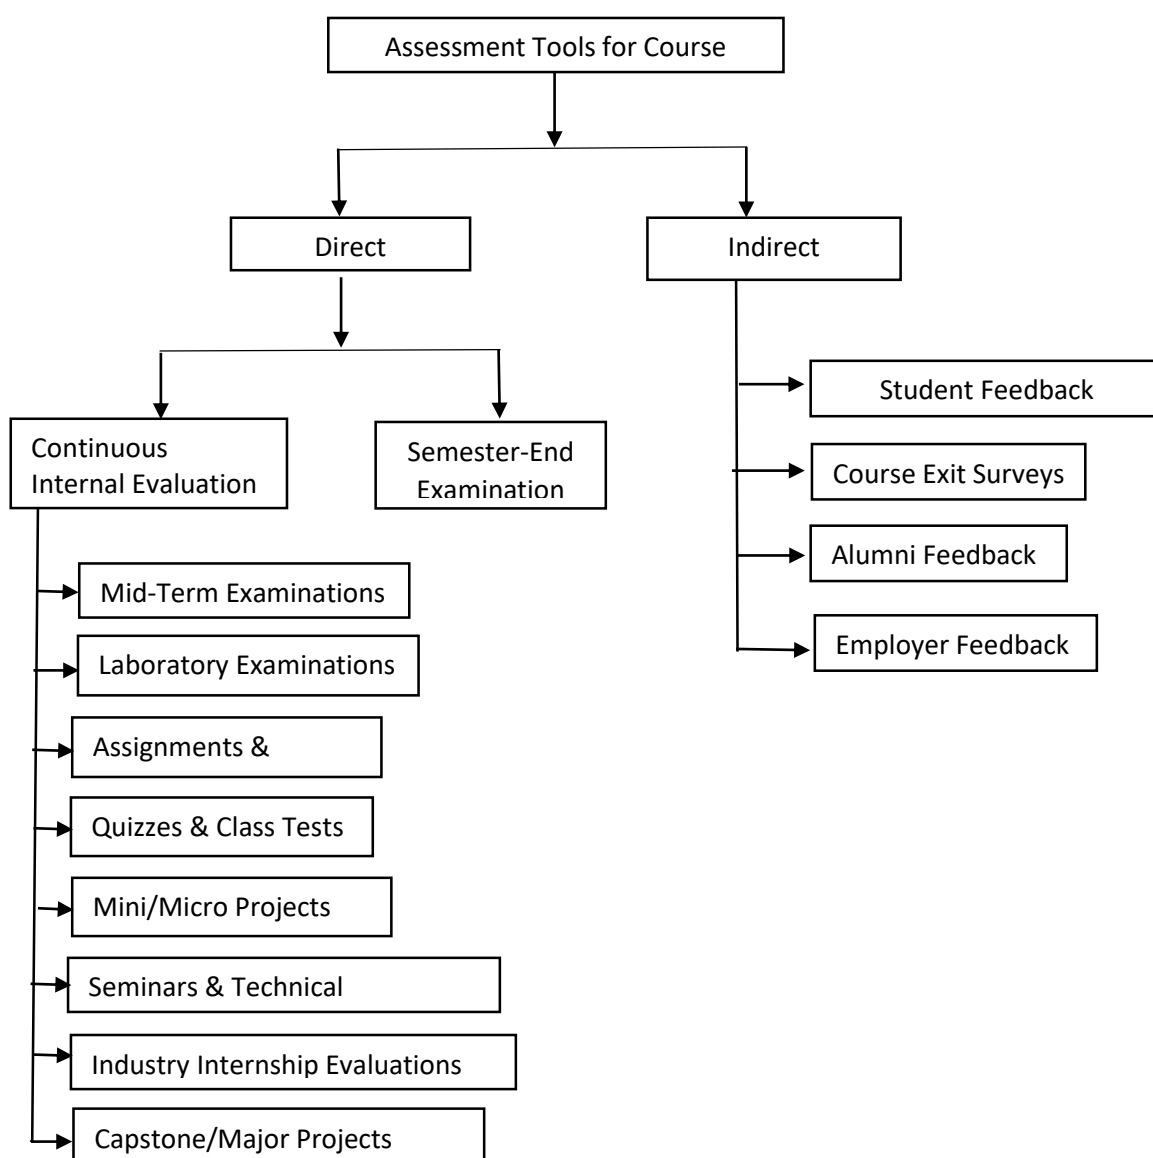 Assessment Tools for Course
Direct
Indirect
Continuous
Internal Evaluation
Semester-End
Examination
Student Feedback
Course Exit Surveys
Alumni Feedback
Employer Feedback
Mid-Term Examinations
Laboratory Examinations
Assignments &
Quizzes & Class Tests
Mini/Micro Projects
Seminars & Technical
Industry Internship Evaluations
Capstone/Major Projects